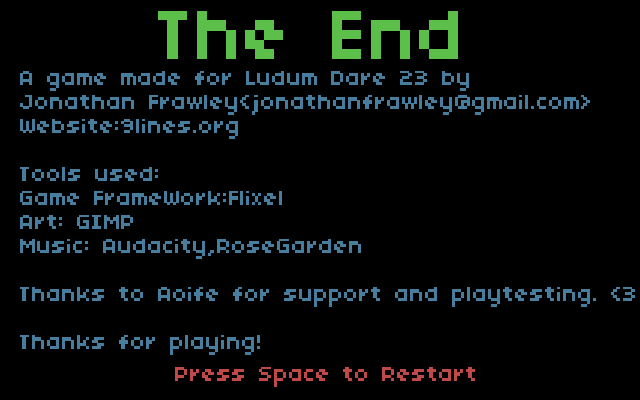 The End
A game made for Ludum Dare 23 by
Jonathan Frawley<jonathanfrawley@gmail.com>
Website:9lines.org
Tools used:
Game FrameWork:Flixel
Art: GIMP
Music: Audacity,RoseGarden
Thanks to Aoife for support and playtesting. <3
Thanks for playing!
Press Space to Restart